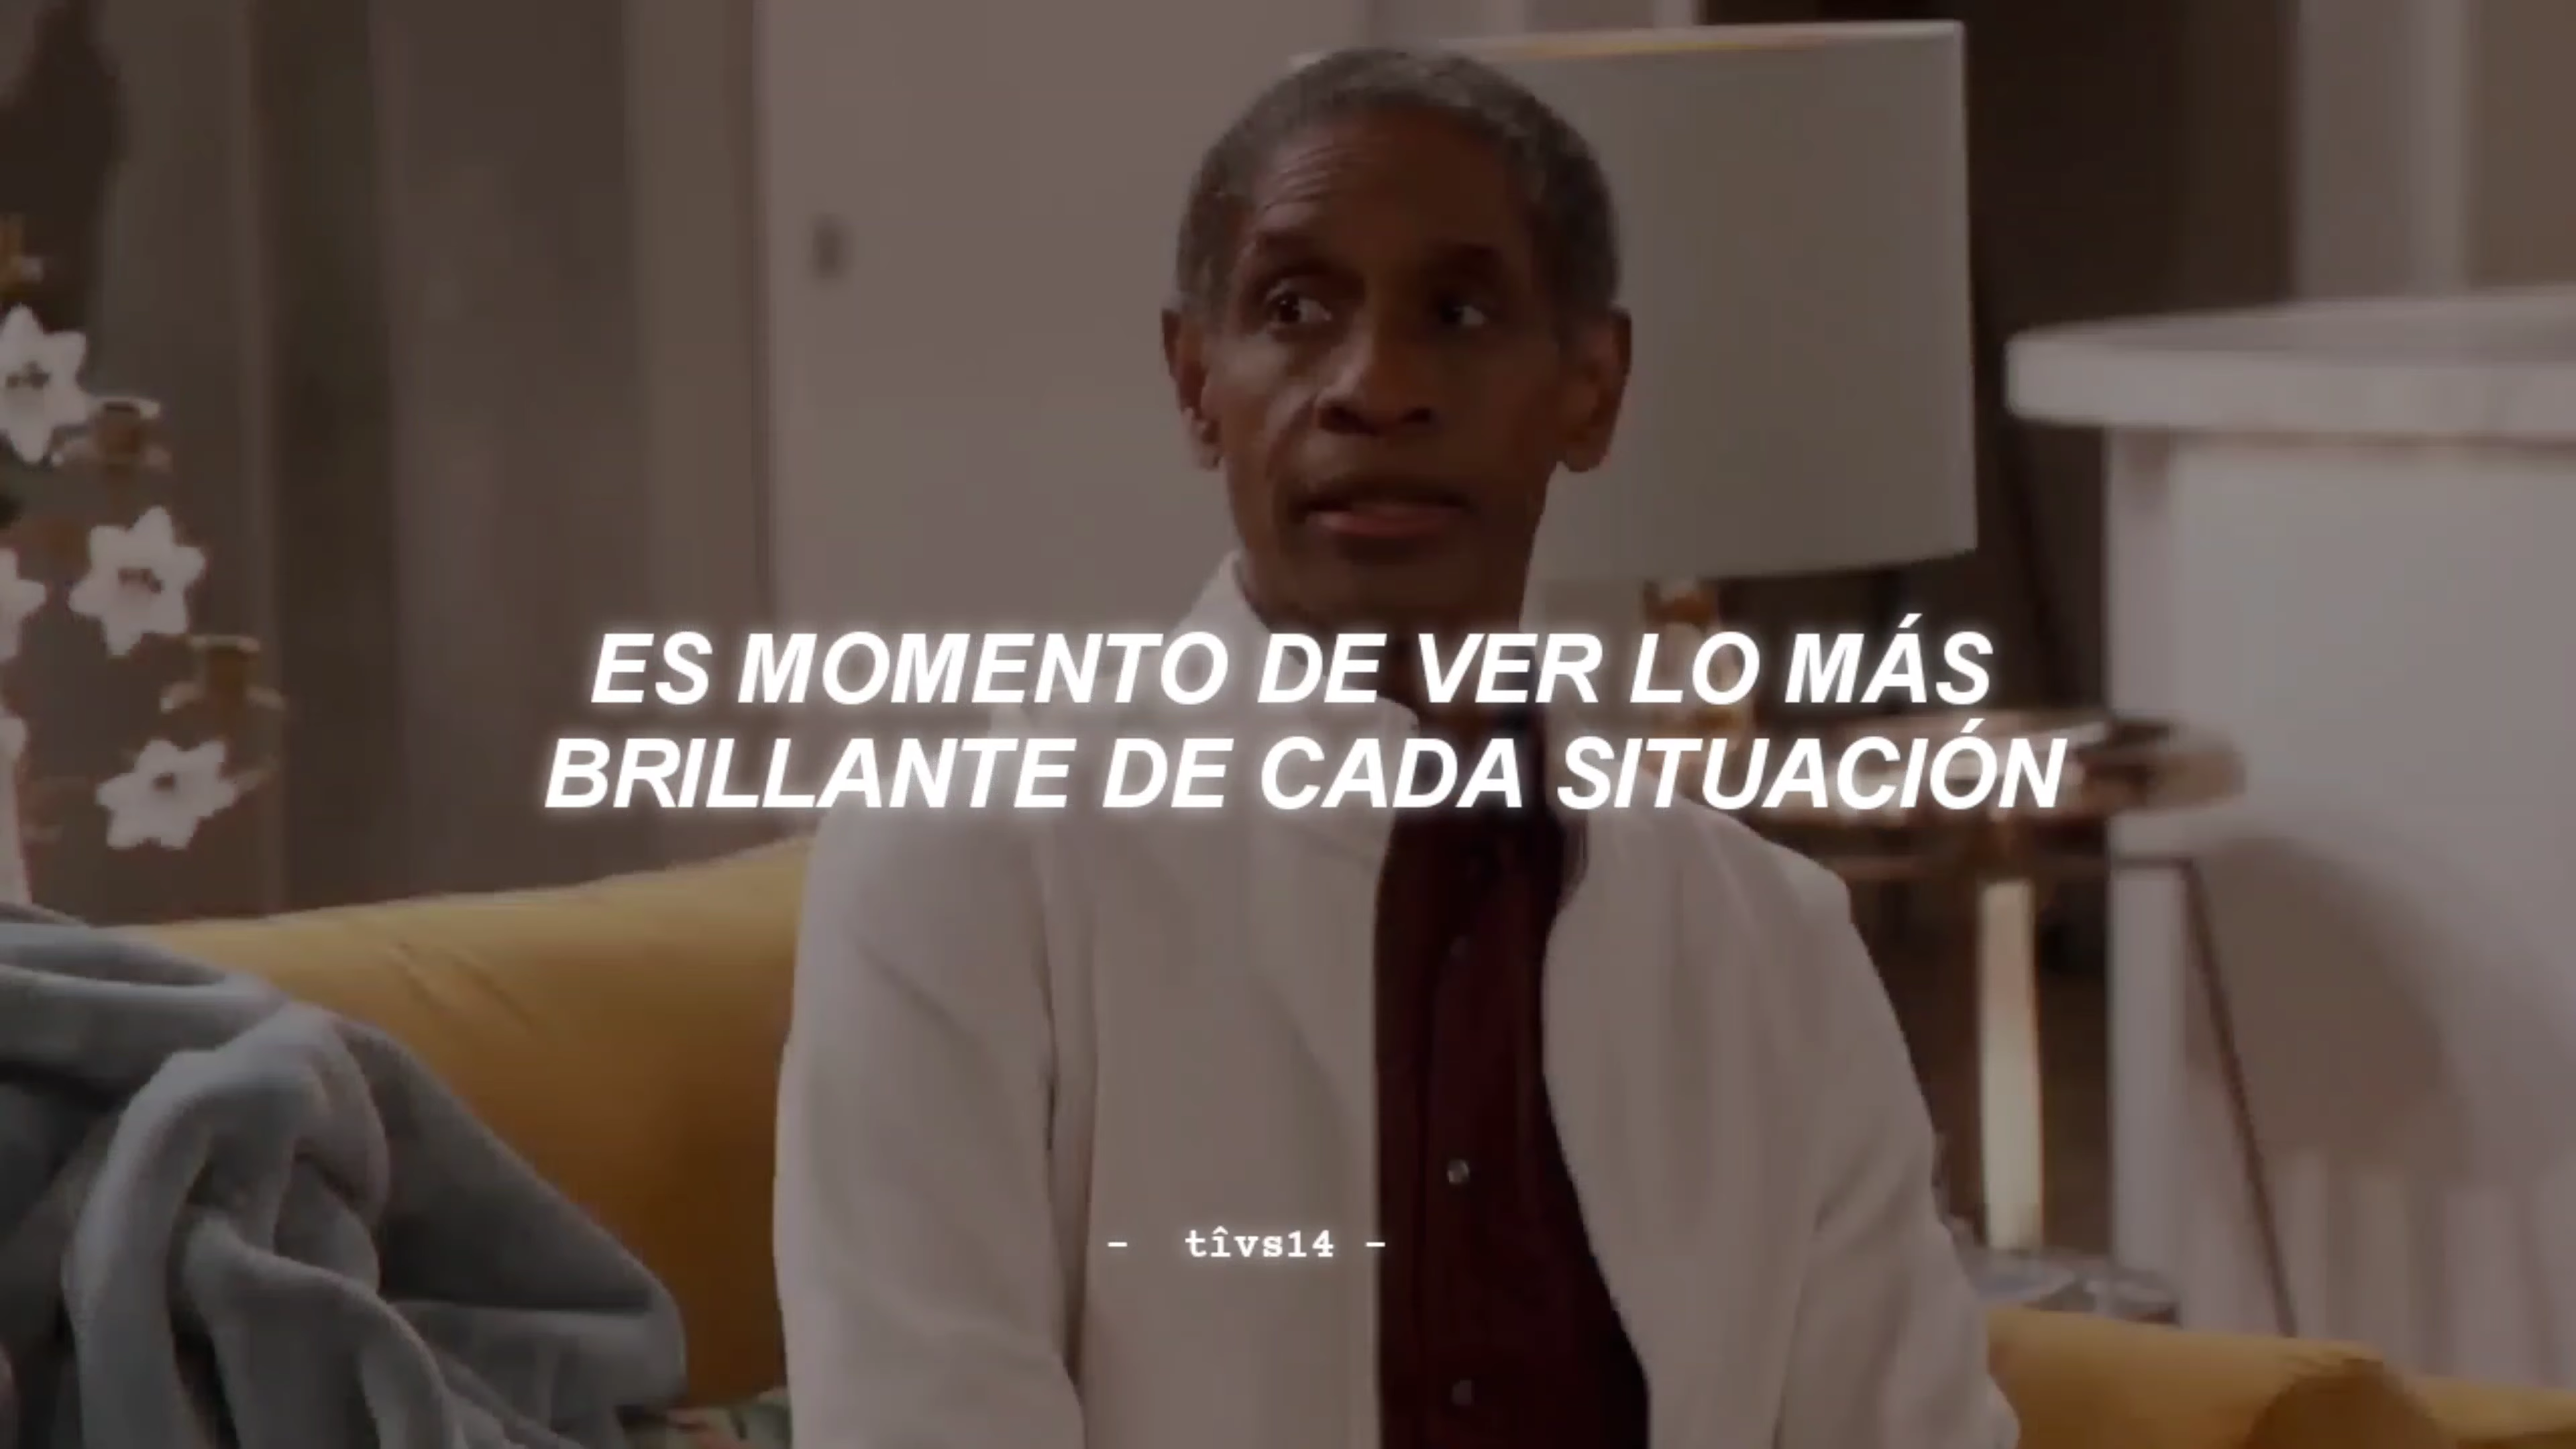 ES MOMENTO DE VER LO MÁS
BRILLANTE DE CADA SITUACIÓN
- tîvs14 -